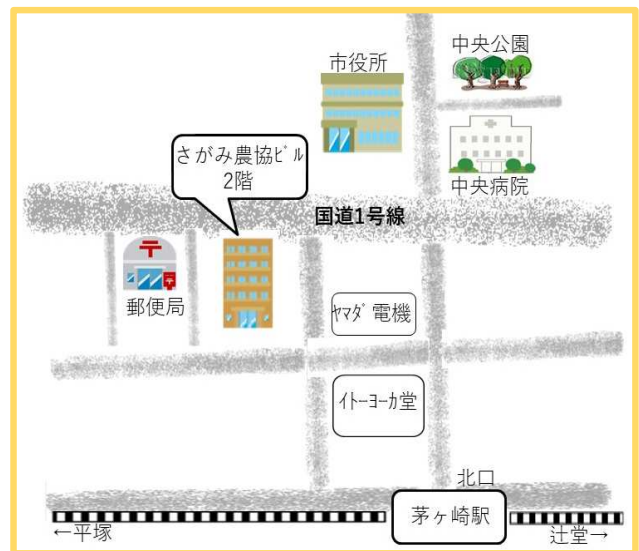 中央公園
市役所
さがみ農協ﾋﾞﾙ
2階
中央病院
国道1号線
郵便局
ﾔﾏﾀﾞ電機
ｲﾄｰﾖｰｶ堂
北口
茅ヶ崎駅
←平塚
辻堂→